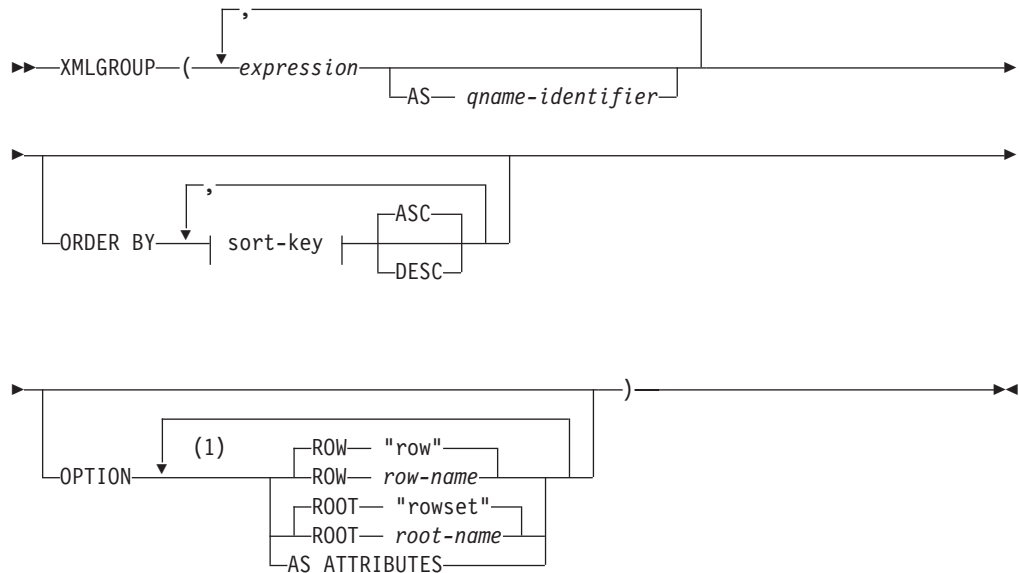 ,
XMLGROUP ( expression
AS qname-identifier
,
ORDER BY sort-key ASC
DESC
)
(1)
OPTION ROW "row"
ROW row-name
ROOT "rowset"
ROOT root-name
AS ATTRIBUTES